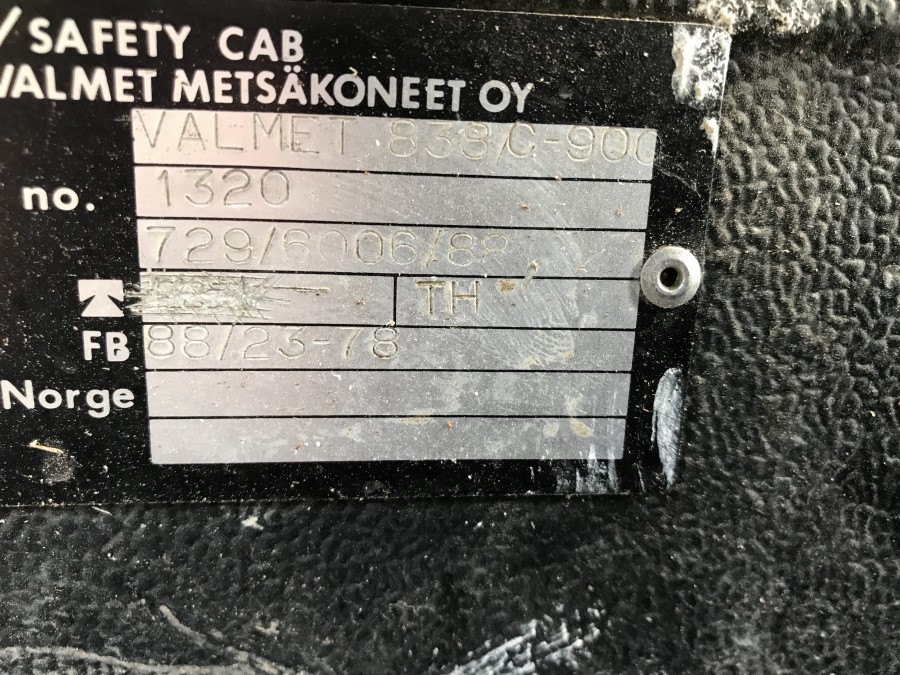 / SAFETY CAB
VALMET METSÄKONEET OY
VALMET 838/C-900
no. 1320
729/6006/88
TH
FB 88/23-78
Norge